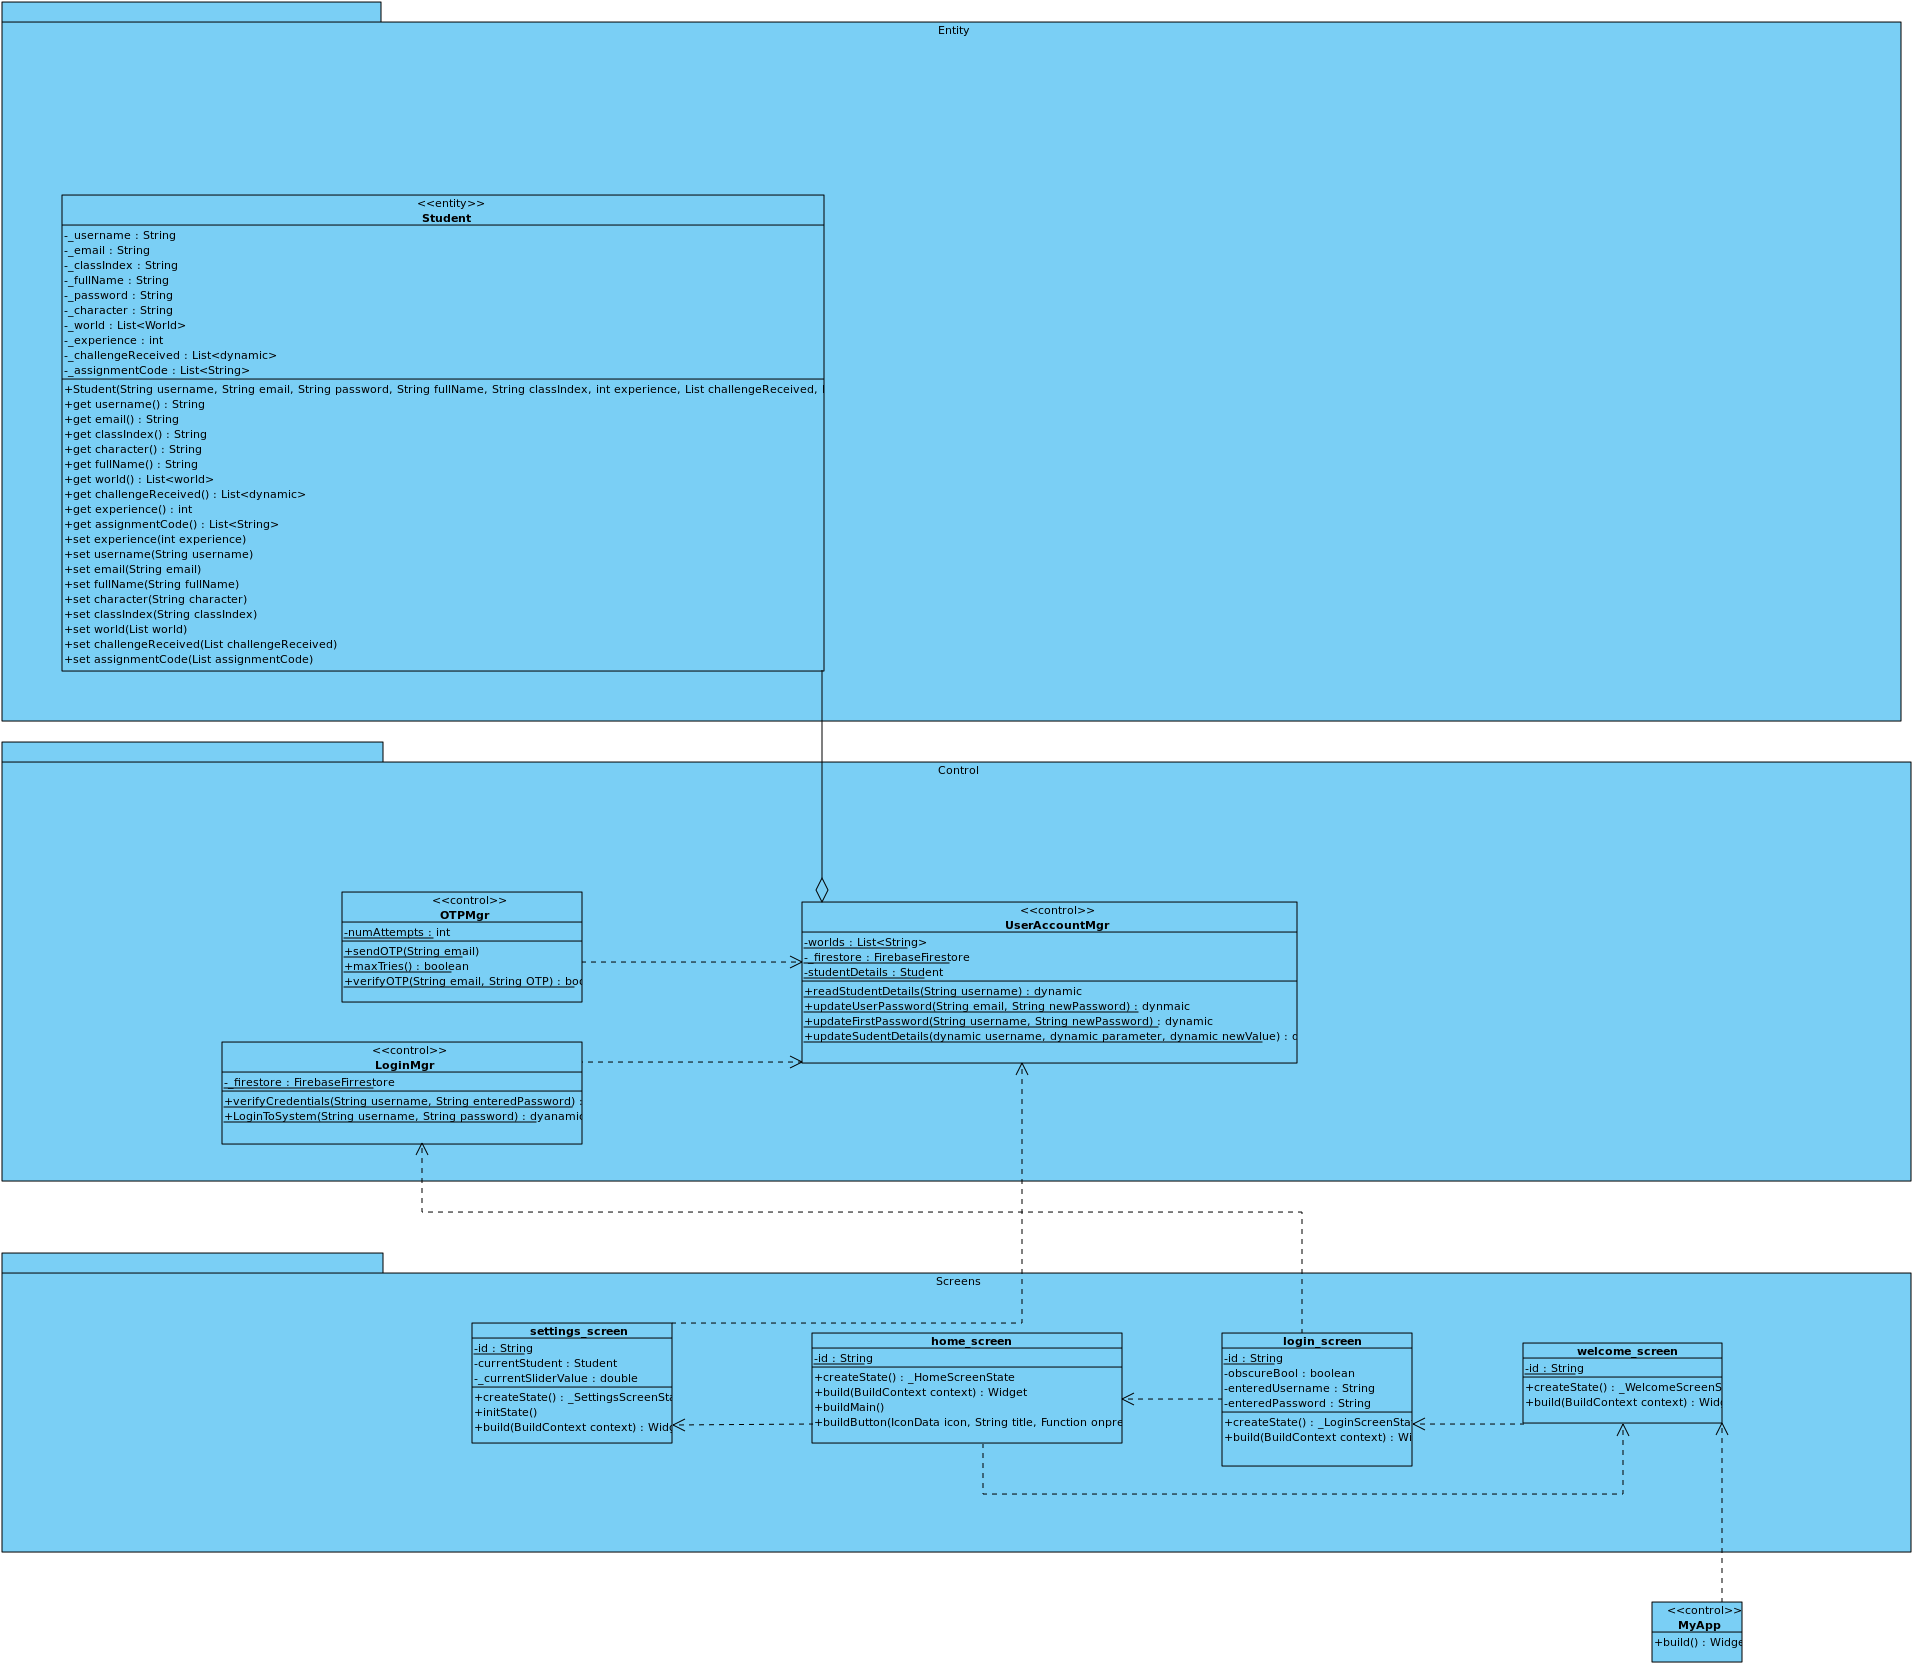 Entity
<<entity>>
Student
-_username : String
-_email : String
-_classIndex : String
-_fullName : String
-_password : String
-_character : String
-_world : List<World>
-_experience : int
-_challengeReceived : List<dynamic>
-_assignmentCode : List<String>
+Student(String username, String email, String password, String fullName, String classIndex, int experience, List challengeReceived,
+get username() : String
+get email() : String
+get classIndex() : String
+get character() : String
+get fullName() : String
+get world() : List<world>
+get challengeReceived() : List<dynamic>
+get experience() : int
+get assignmentCode() : List<String>
+set experience(int experience)
+set username(String username)
+set email(String email)
+set fullName(String fullName)
+set character(String character)
+set classIndex(String classIndex)
+set world(List world)
+set challengeReceived(List challengeReceived)
+set assignmentCode(List assignmentCode)
Control
<<control>>
OTPMgr
-numAttempts : int
+sendOTP(String email)
+maxTries() : boolean
+verifyOTP(String email, String OTP) : boo
<<control>>
UserAccountMgr
-worlds : List<String>
-_firestore : FirebaseFirestore
-studentDetails : Student
+readStudentDetails(String username) : dynamic
+updateUserPassword(String email, String newPassword) : dynmaic
+updateFirstPassword(String username, String newPassword) : dynamic
+updateSudentDetails(dynamic username, dynamic parameter, dynamic newValue) : d
<<control>>
LoginMgr
-_firestore : FirebaseFirrestore
+verifyCredentials(String username, String enteredPassword) :
+LoginToSystem(String username, String password) : dyanamic
Screens
settings_screen
-id : String
-currentStudent : Student
-_currentSliderValue : double
+createState() : _SettingsScreenSta
+initState()
+build(BuildContext context) : Widg
home_screen
-id : String
+createState() : _HomeScreenState
+build(BuildContext context) : Widget
+buildMain()
+buildButton(IconData icon, String title, Function onpre
login_screen
-id : String
-obscureBool : boolean
-enteredUsername : String
-enteredPassword : String
+createState() : _LoginScreenSta
+build(BuildContext context) : Wi
welcome_screen
-id : String
+createState() : _WelcomeScreenS
+build(BuildContext context) : Widg
<<control>>
MyApp
+build() : Widge